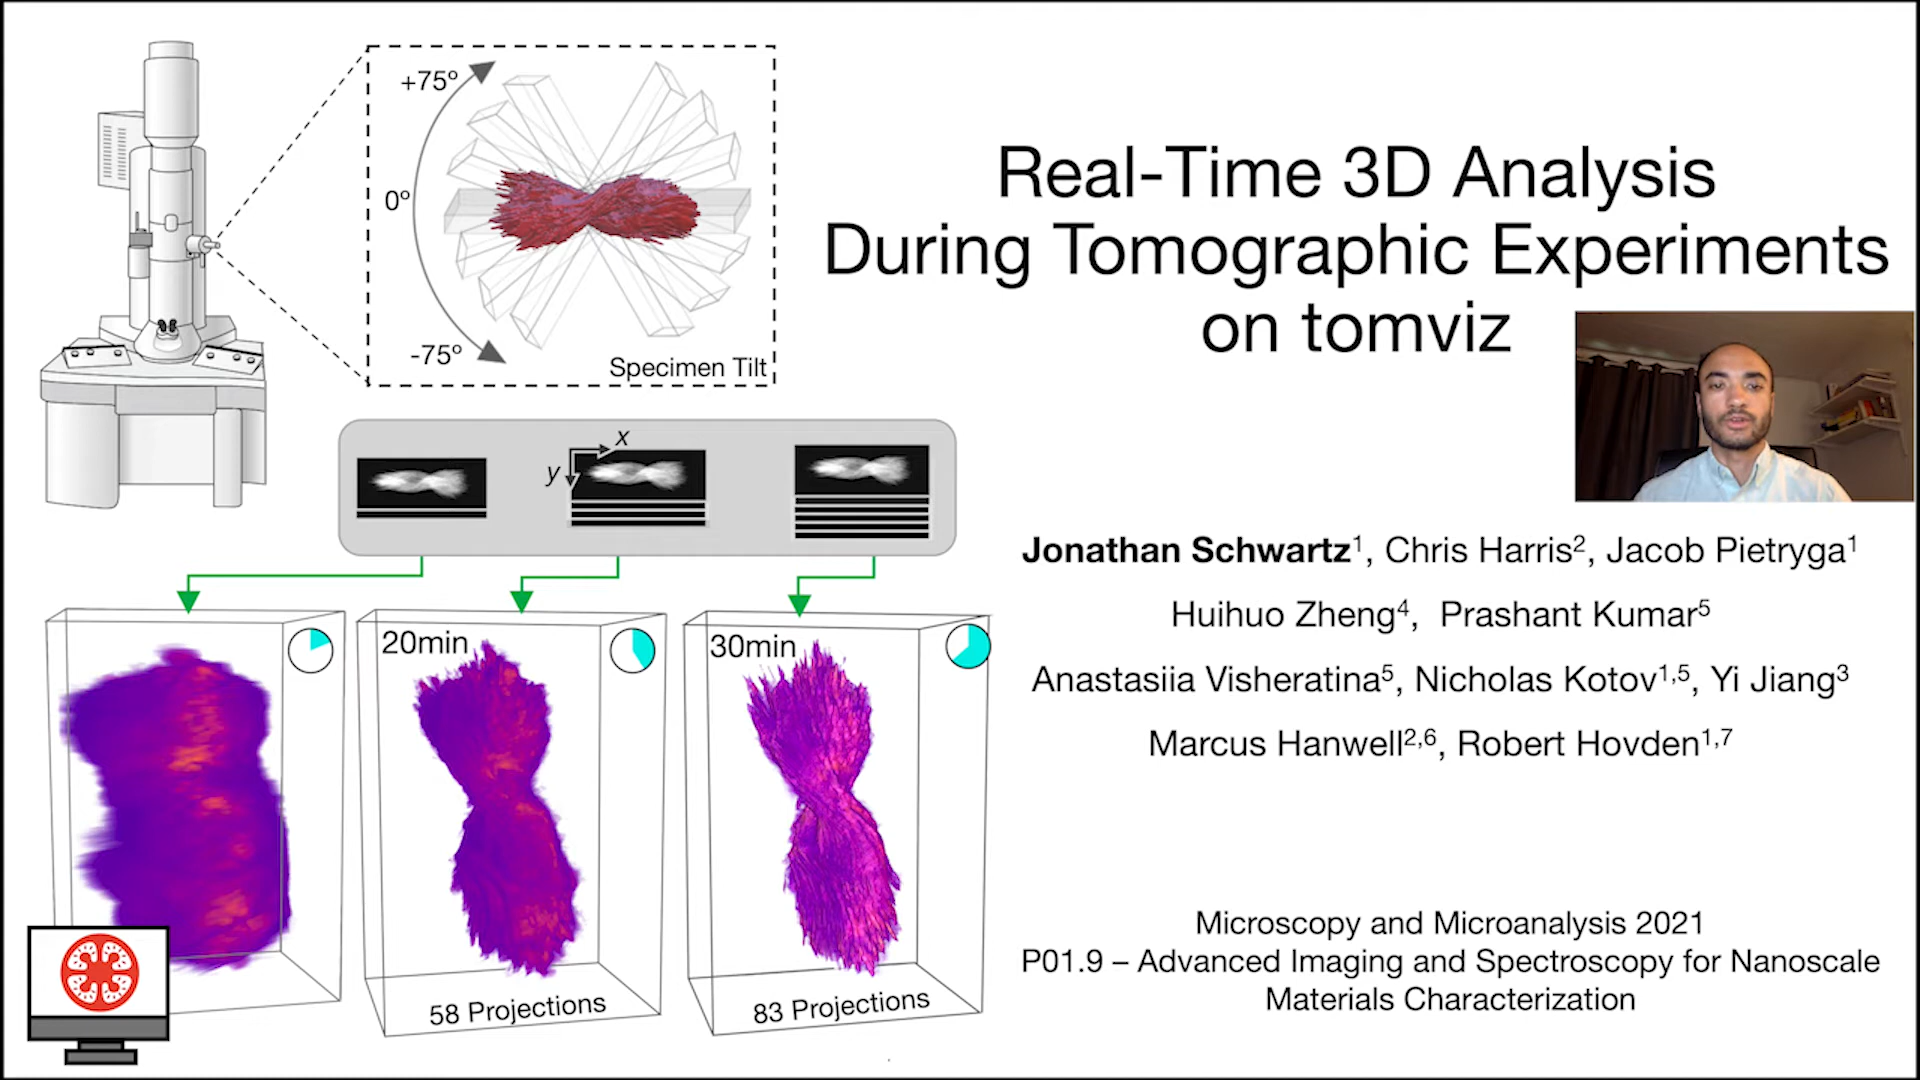 +75°
0°
-75°
Specimen Tilt
Real-Time 3D Analysis
During Tomographic Experiments
on tomviz
x
y
20min
58 Projections
30min
83 Projections
Jonathan Schwartz¹, Chris Harris², Jacob Pietryga¹
Huihuo Zheng⁴, Prashant Kumar⁵
Anastasiia Visheratina⁵, Nicholas Kotov¹,⁵, Yi Jiang³
Marcus Hanwell²,⁶, Robert Hovden¹,⁷
Microscopy and Microanalysis 2021
P01.9 – Advanced Imaging and Spectroscopy for Nanoscale
Materials Characterization